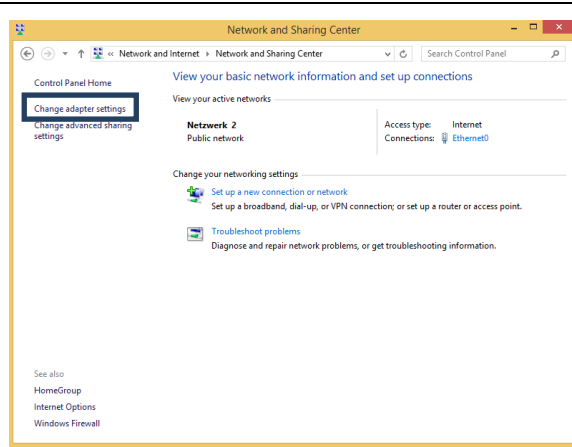 Network and Sharing Center
« Network and Internet Network and Sharing Center
Search Control Panel
Control Panel Home
Change adapter settings
Change advanced sharing
settings
View your basic network information and set up connections
View your active networks
Netzwerk 2
Public network
Access type: Internet
Connections: Ethernet0
Change your networking settings
Set up a new connection or network
Set up a broadband, dial-up, or VPN connection; or set up a router or access point.
Troubleshoot problems
Diagnose and repair network problems, or get troubleshooting information.
See also
HomeGroup
Internet Options
Windows Firewall